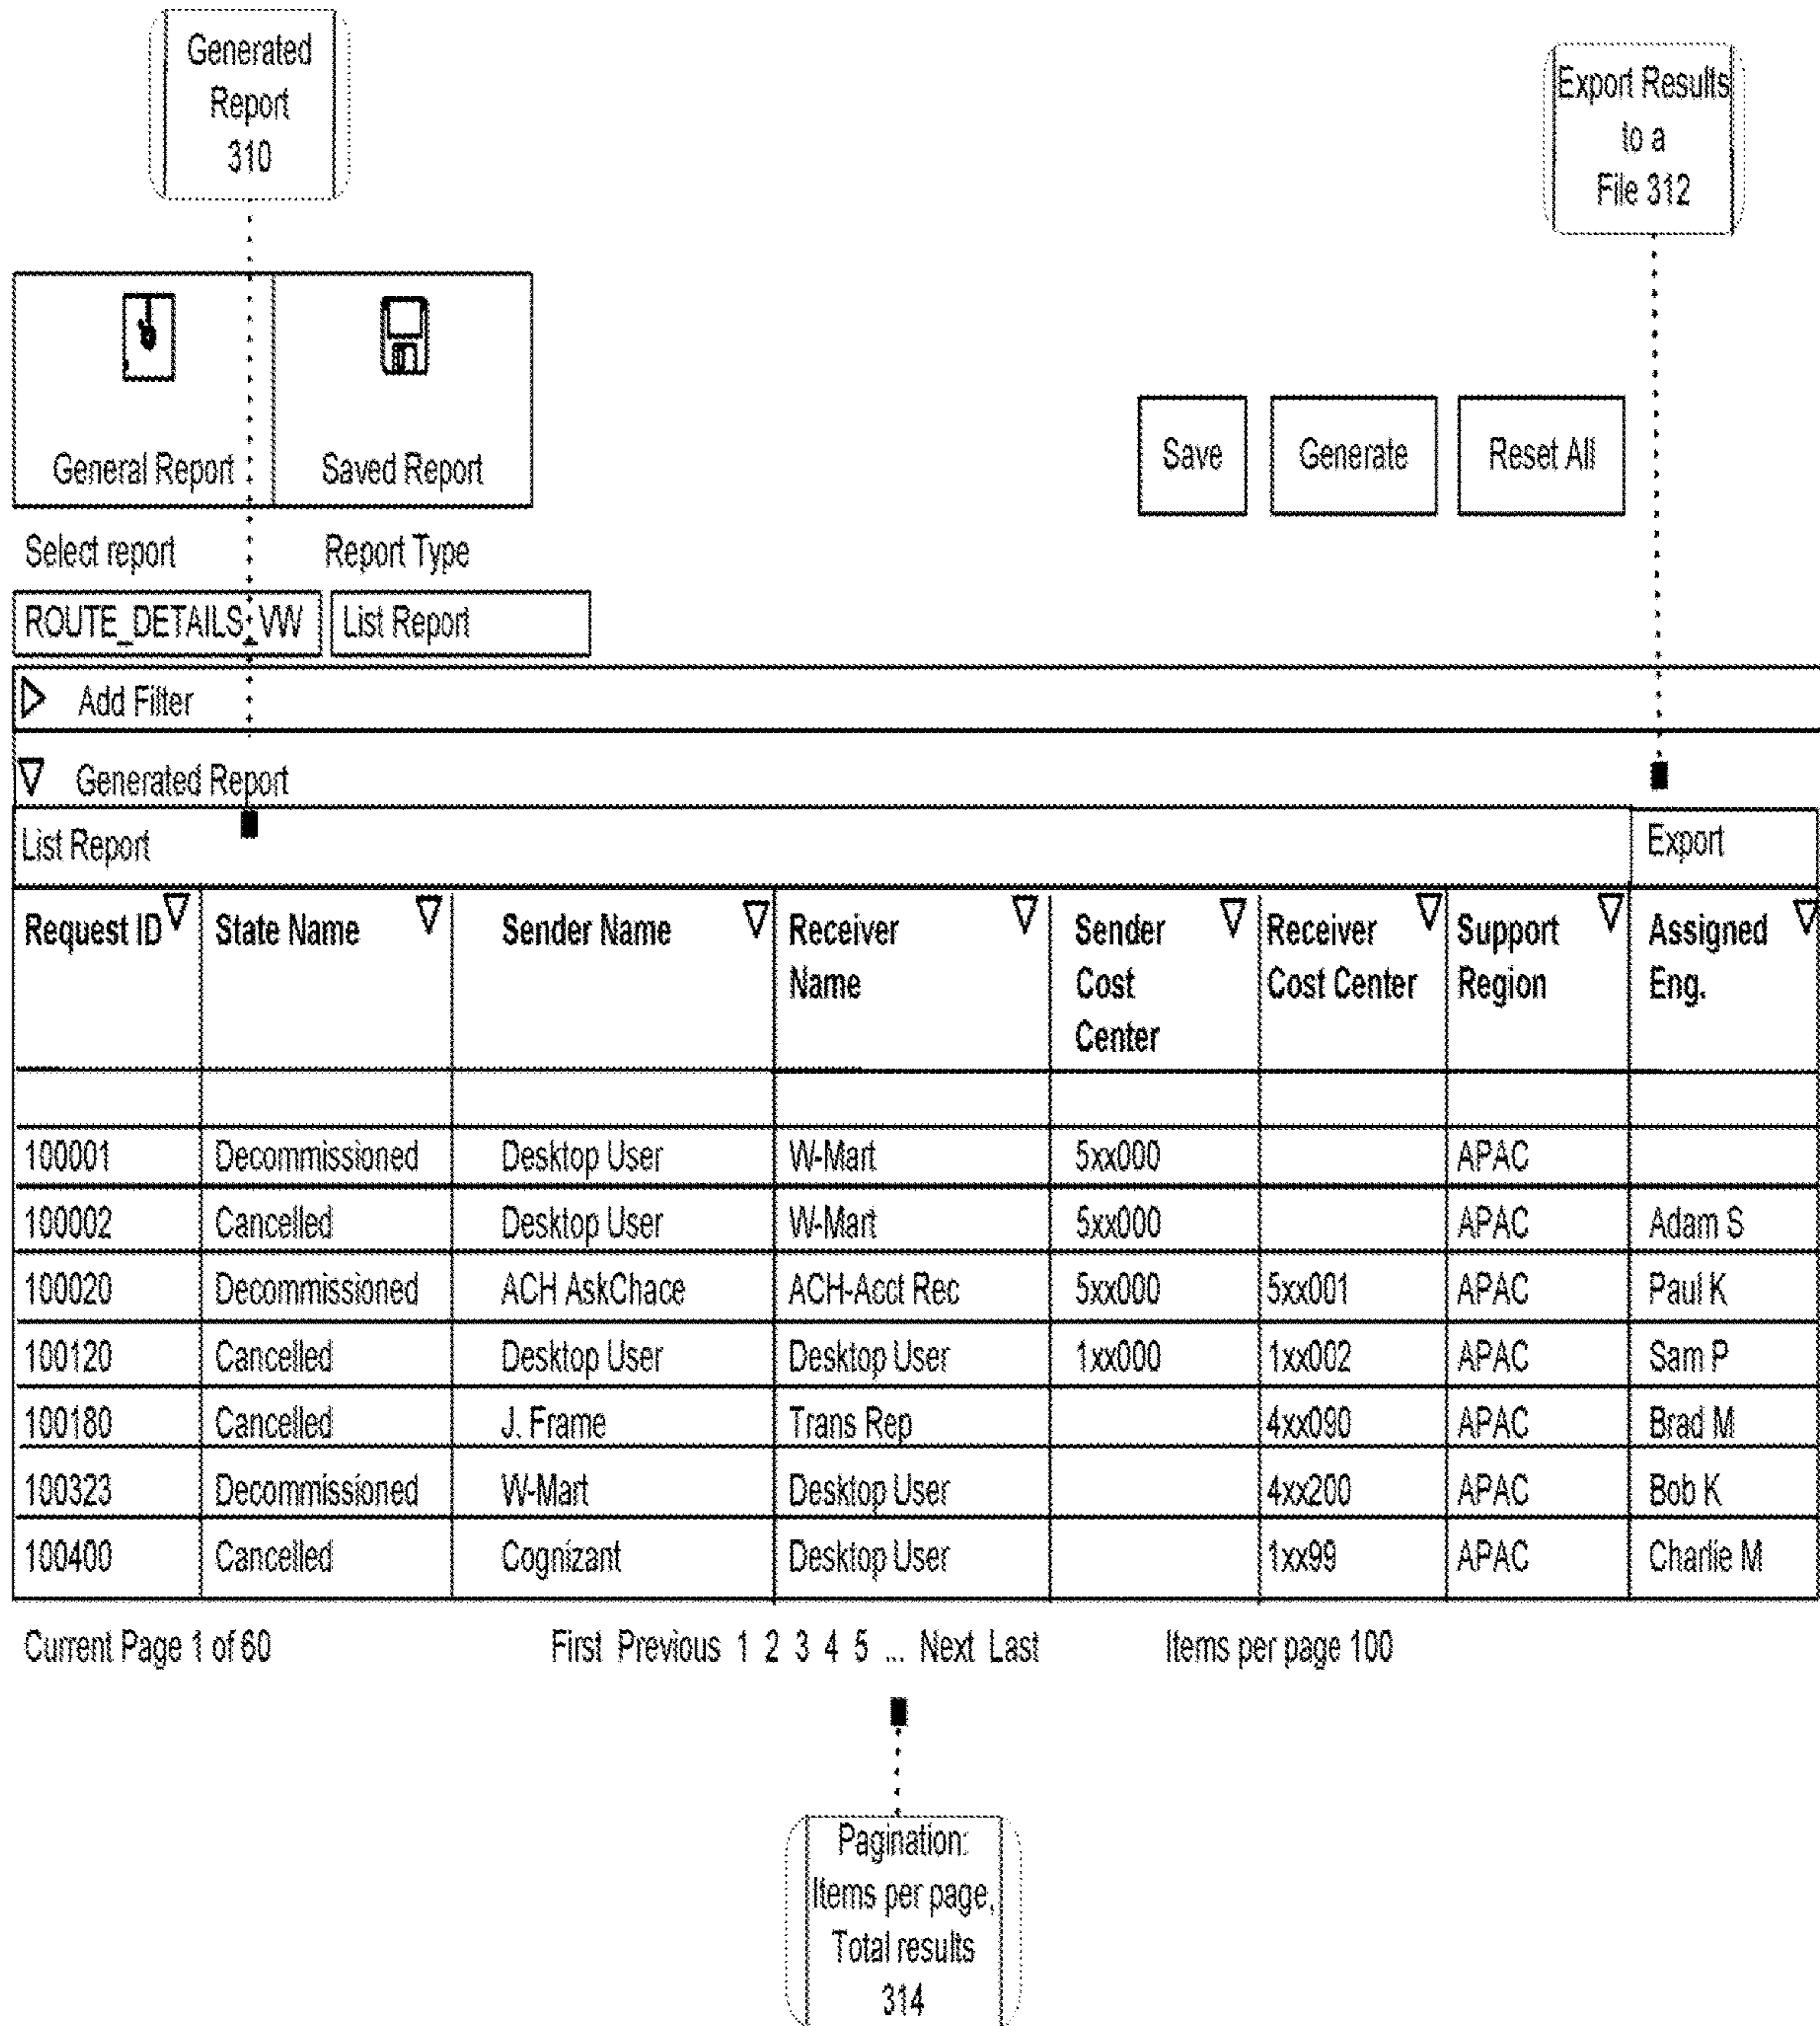 Generated
Report
310
Export Results
to a
File 312
General Report
Saved Report
Save
Generate
Reset All
Select report
Report Type
ROUTE_DETAILS_VW
List Report
Add Filter
Generated Report
List Report
Export
Request ID
State Name
Sender Name
Receiver
Name
Sender
Cost
Center
Receiver
Cost Center
Support
Region
Assigned
Eng.
100001 Decommissioned Desktop User W-Mart 5xx000 APAC
100002 Cancelled Desktop User W-Mart 5xx000 APAC Adam S
100020 Decommissioned ACH AskChace ACH-Acct Rec 5xx000 5xx001 APAC Paul K
100120 Cancelled Desktop User Desktop User 1xx000 1xx002 APAC Sam P
100180 Cancelled J. Frame Trans Rep 4xx090 APAC Brad M
100323 Decommissioned W-Mart Desktop User 4xx200 APAC Bob K
100400 Cancelled Cognizant Desktop User 1xx99 APAC Charlie M
Current Page 1 of 60
First Previous 1 2 3 4 5 ... Next Last
Items per page 100
Pagination:
Items per page,
Total results
314